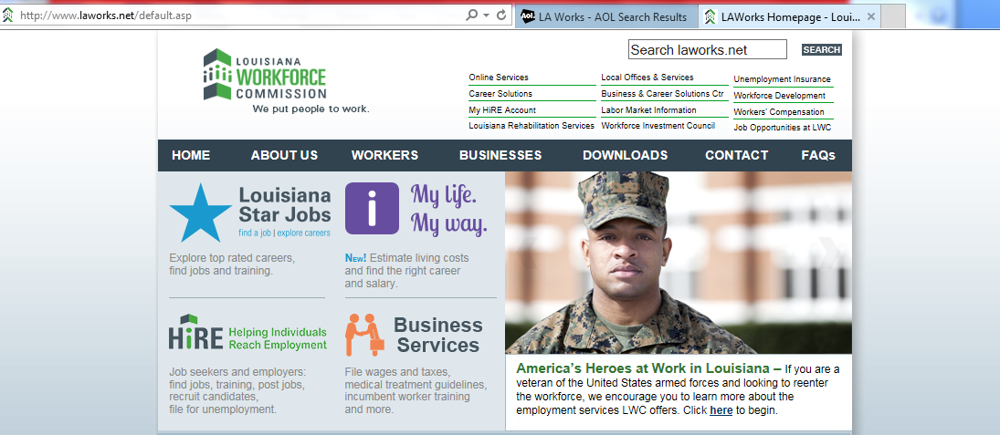 http://www.laworks.net/default.asp
Aol. LA Works - AOL Search Results
LAWorks Homepage - Loui...
Search laworks.net
SEARCH
LOUISIANA
WORKFORCE
COMMISSION
We put people to work.
Online Services
Career Solutions
My HiRE Account
Louisiana Rehabilitation Services
Local Offices & Services
Business & Career Solutions Ctr
Labor Market Information
Workforce Investment Council
Unemployment Insurance
Workforce Development
Workers' Compensation
Job Opportunities at LWC
HOME ABOUT US WORKERS BUSINESSES DOWNLOADS CONTACT FAQs
Louisiana
Star Jobs
find a job | explore careers
Explore top rated careers,
find jobs and training.
i
My life.
My way.
New! Estimate living costs
and find the right career
and salary.
HiRE
Helping Individuals
Reach Employment
Job seekers and employers:
find jobs, training, post jobs,
recruit candidates,
file for unemployment.
Business
Services
File wages and taxes,
medical treatment guidelines,
incumbent worker training
and more.
America's Heroes at Work in Louisiana – If you are a
veteran of the United States armed forces and looking to reenter
the workforce, we encourage you to learn more about the
employment services LWC offers. Click here to begin.